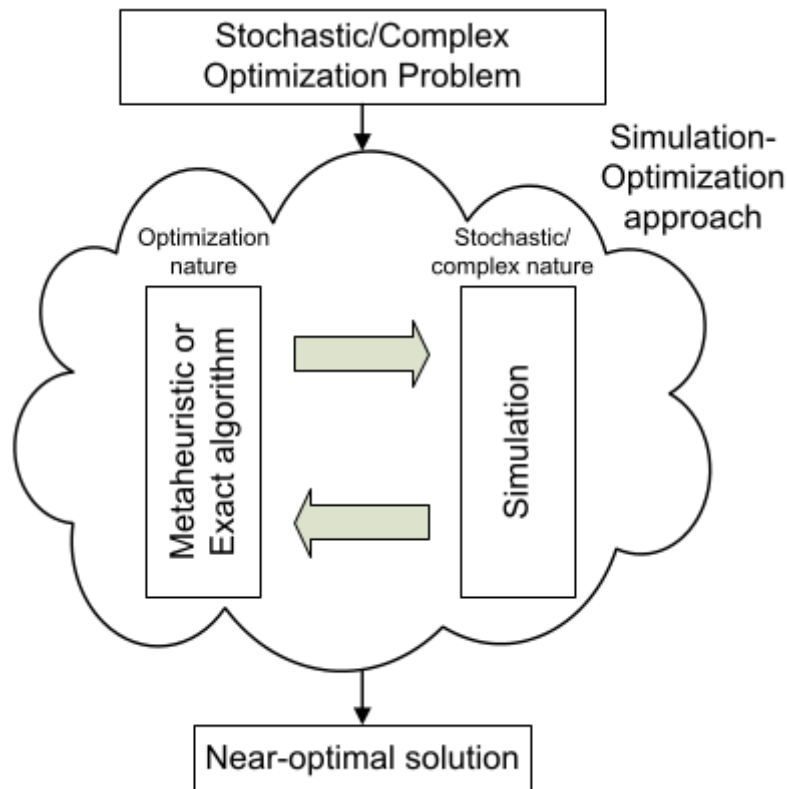 Stochastic/Complex
Optimization Problem
Simulation-
Optimization
approach
Optimization
nature
Stochastic/
complex nature
Metaheuristic or
Exact algorithm
Simulation
Near-optimal solution